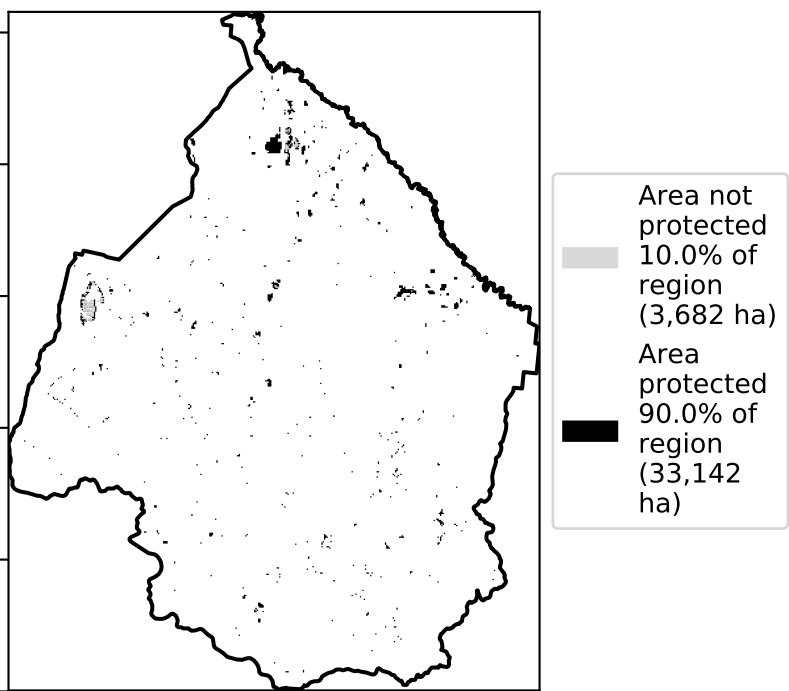 Area not
protected
10.0% of
region
(3,682 ha)
Area
protected
90.0% of
region
(33,142
ha)